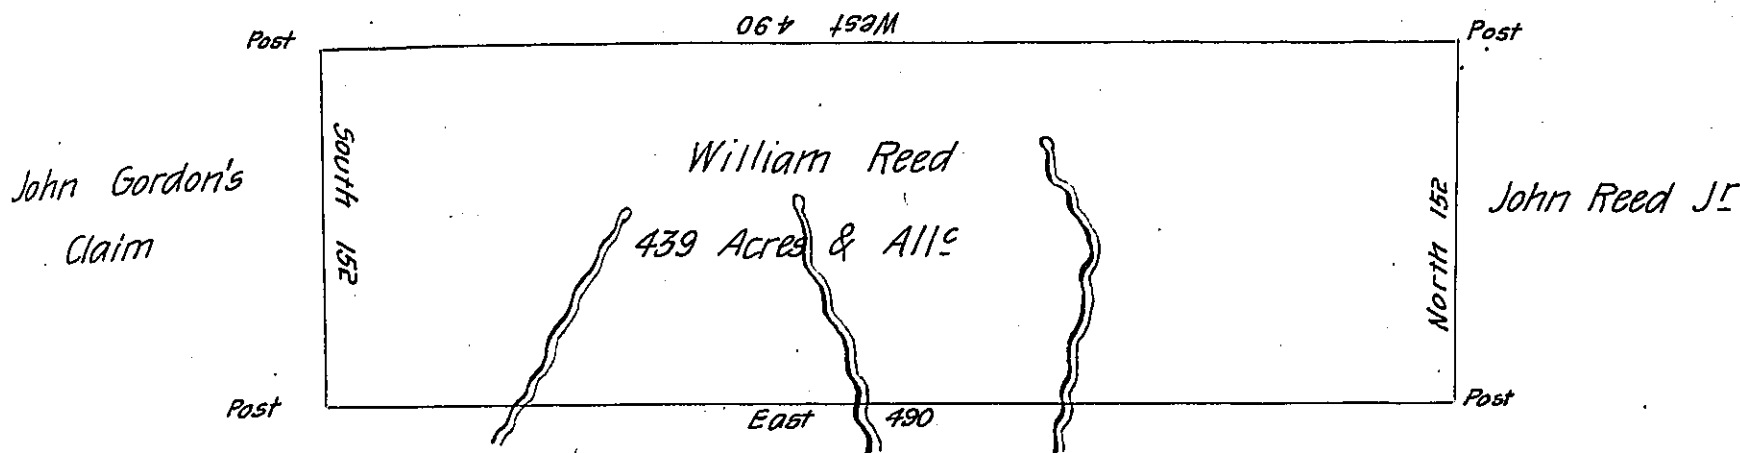 Post
West 490
Post
South 152
John Gordon's
Claim
William Reed
439 Acres & Allc
North 152
John Reed Jr
Post
East 490
Post